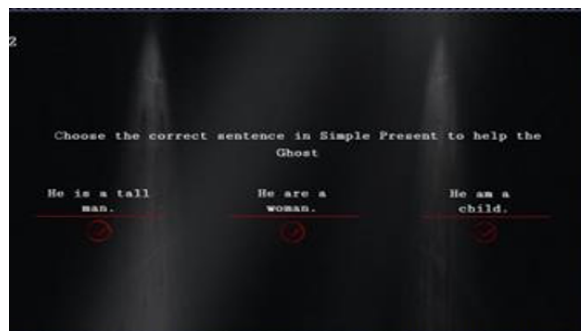 2
Choose the correct sentence in Simple Present to help the
Ghost
He is a tall
man.
He are a
woman.
He am a
child.